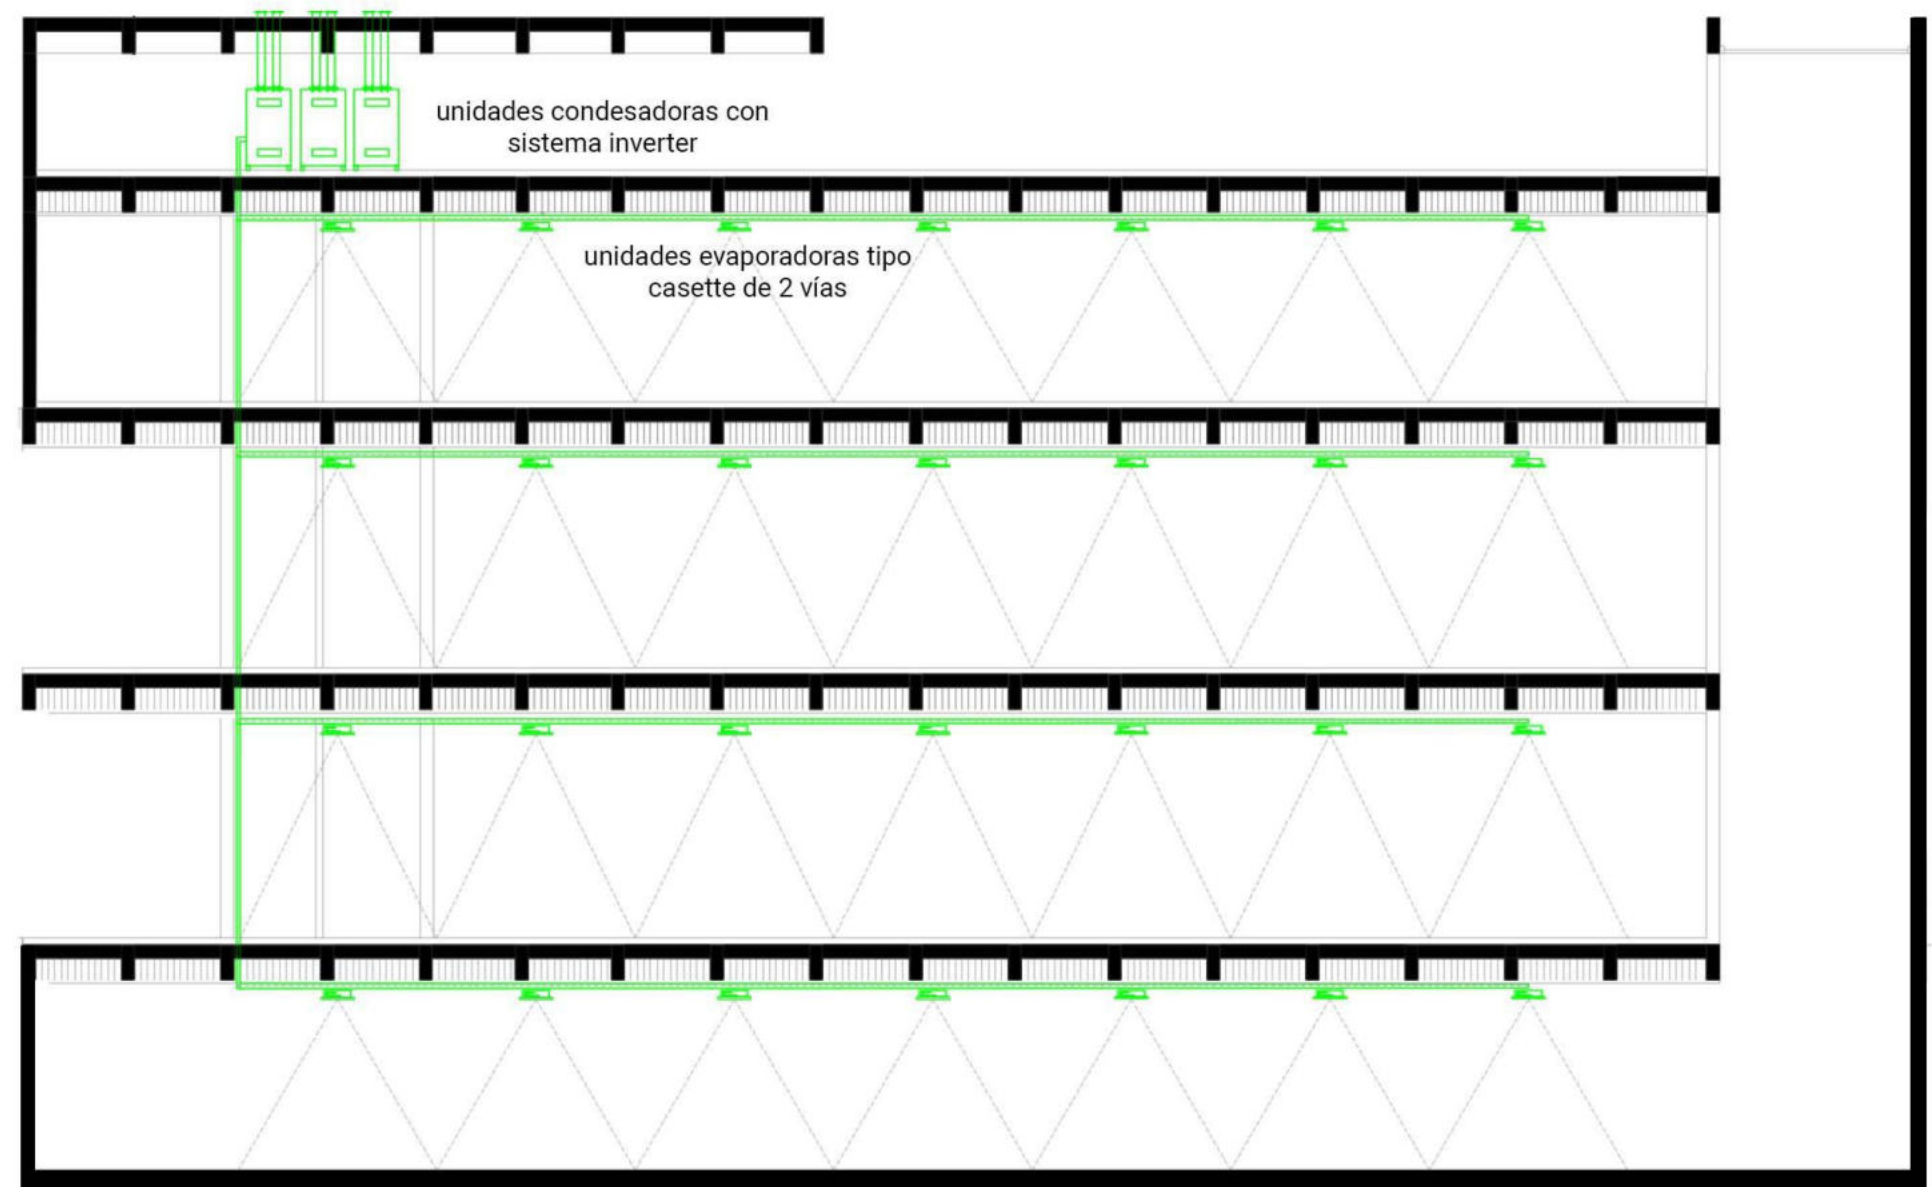 unidades condesadoras con
sistema inverter
unidades evaporadoras tipo
casette de 2 vías